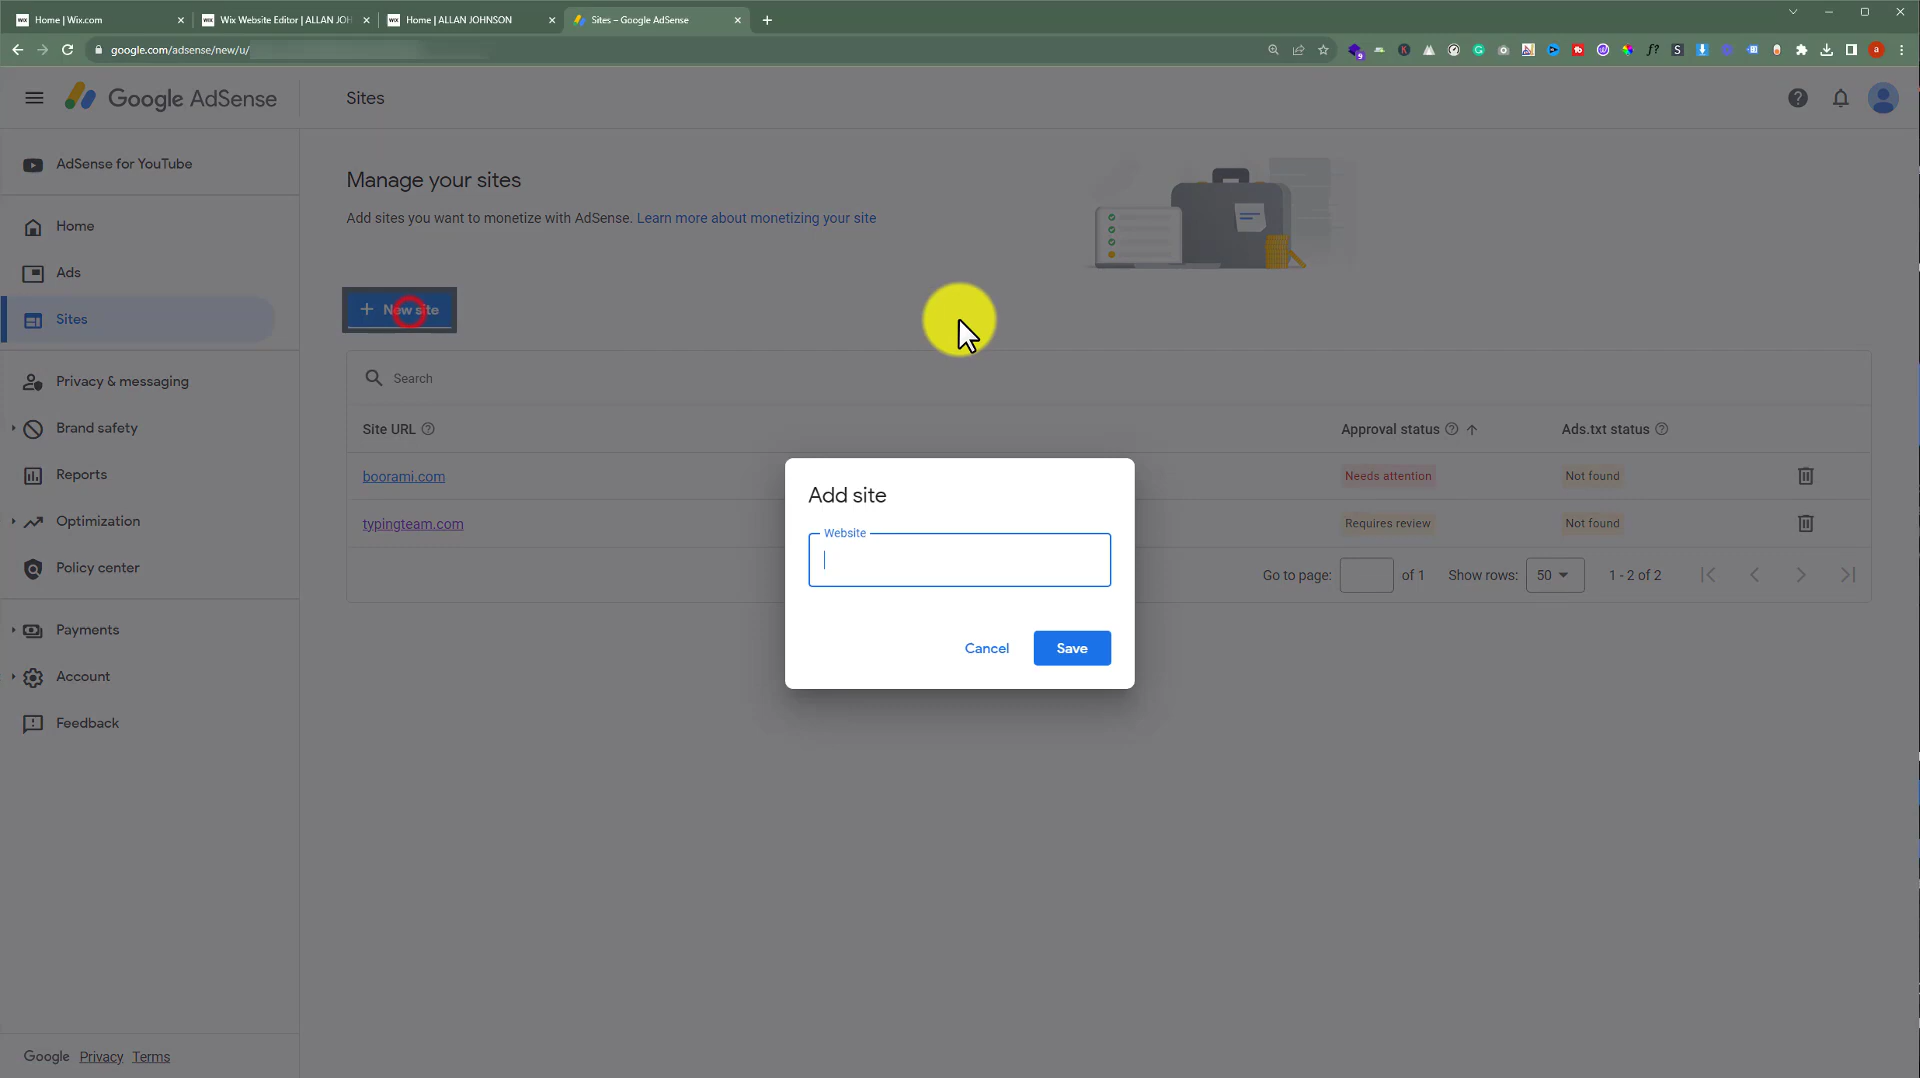 Home | Wix.com
Wix Website Editor | ALLAN JOH
Home | ALLAN JOHNSON
Sites – Google AdSense
google.com/adsense/new/u/
Google AdSense
Sites
AdSense for YouTube
Home
Ads
Sites
Privacy & messaging
Brand safety
Reports
Optimization
Policy center
Payments
Account
Feedback
Google Privacy Terms
Manage your sites
Add sites you want to monetize with AdSense. Learn more about monetizing your site
+ New site
Search
Site URL
Approval status
Ads.txt status
boorami.com
Needs attention
Not found
typingteam.com
Requires review
Not found
Go to page:
of 1
Show rows:
50
1 - 2 of 2
Add site
Website
Cancel
Save